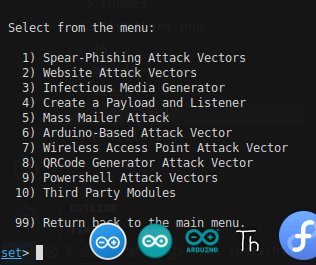 Select from the menu:
1) Spear-Phishing Attack Vectors
2) Website Attack Vectors
3) Infectious Media Generator
4) Create a Payload and Listener
5) Mass Mailer Attack
6) Arduino-Based Attack Vector
7) Wireless Access Point Attack Vector
8) QRCode Generator Attack Vector
9) Powershell Attack Vectors
10) Third Party Modules
99) Return back to the main menu.
set>
ARDUINO
Th